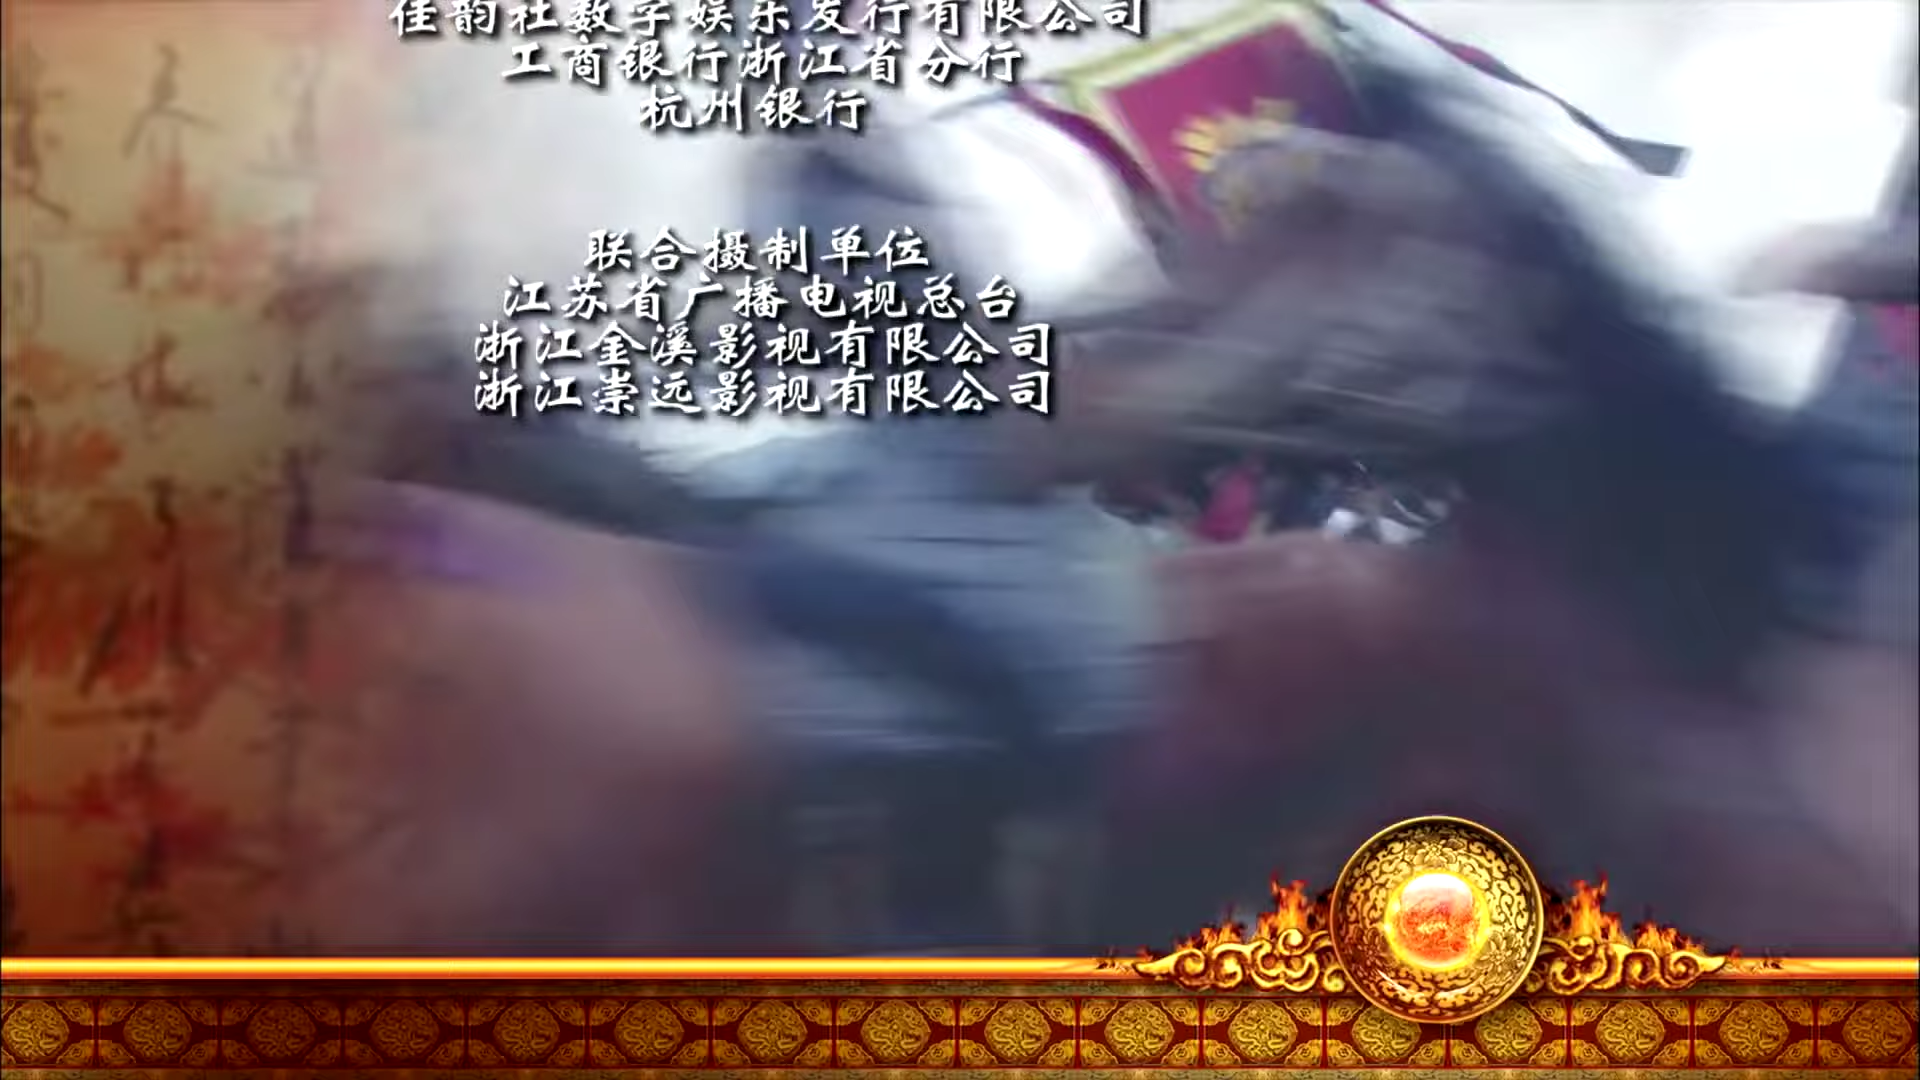 佳韵社数字娱乐发行有限公司
工商银行浙江省分行
杭州银行
联合摄制单位
江苏省广播电视总台
浙江金溪影视有限公司
浙江崇远影视有限公司